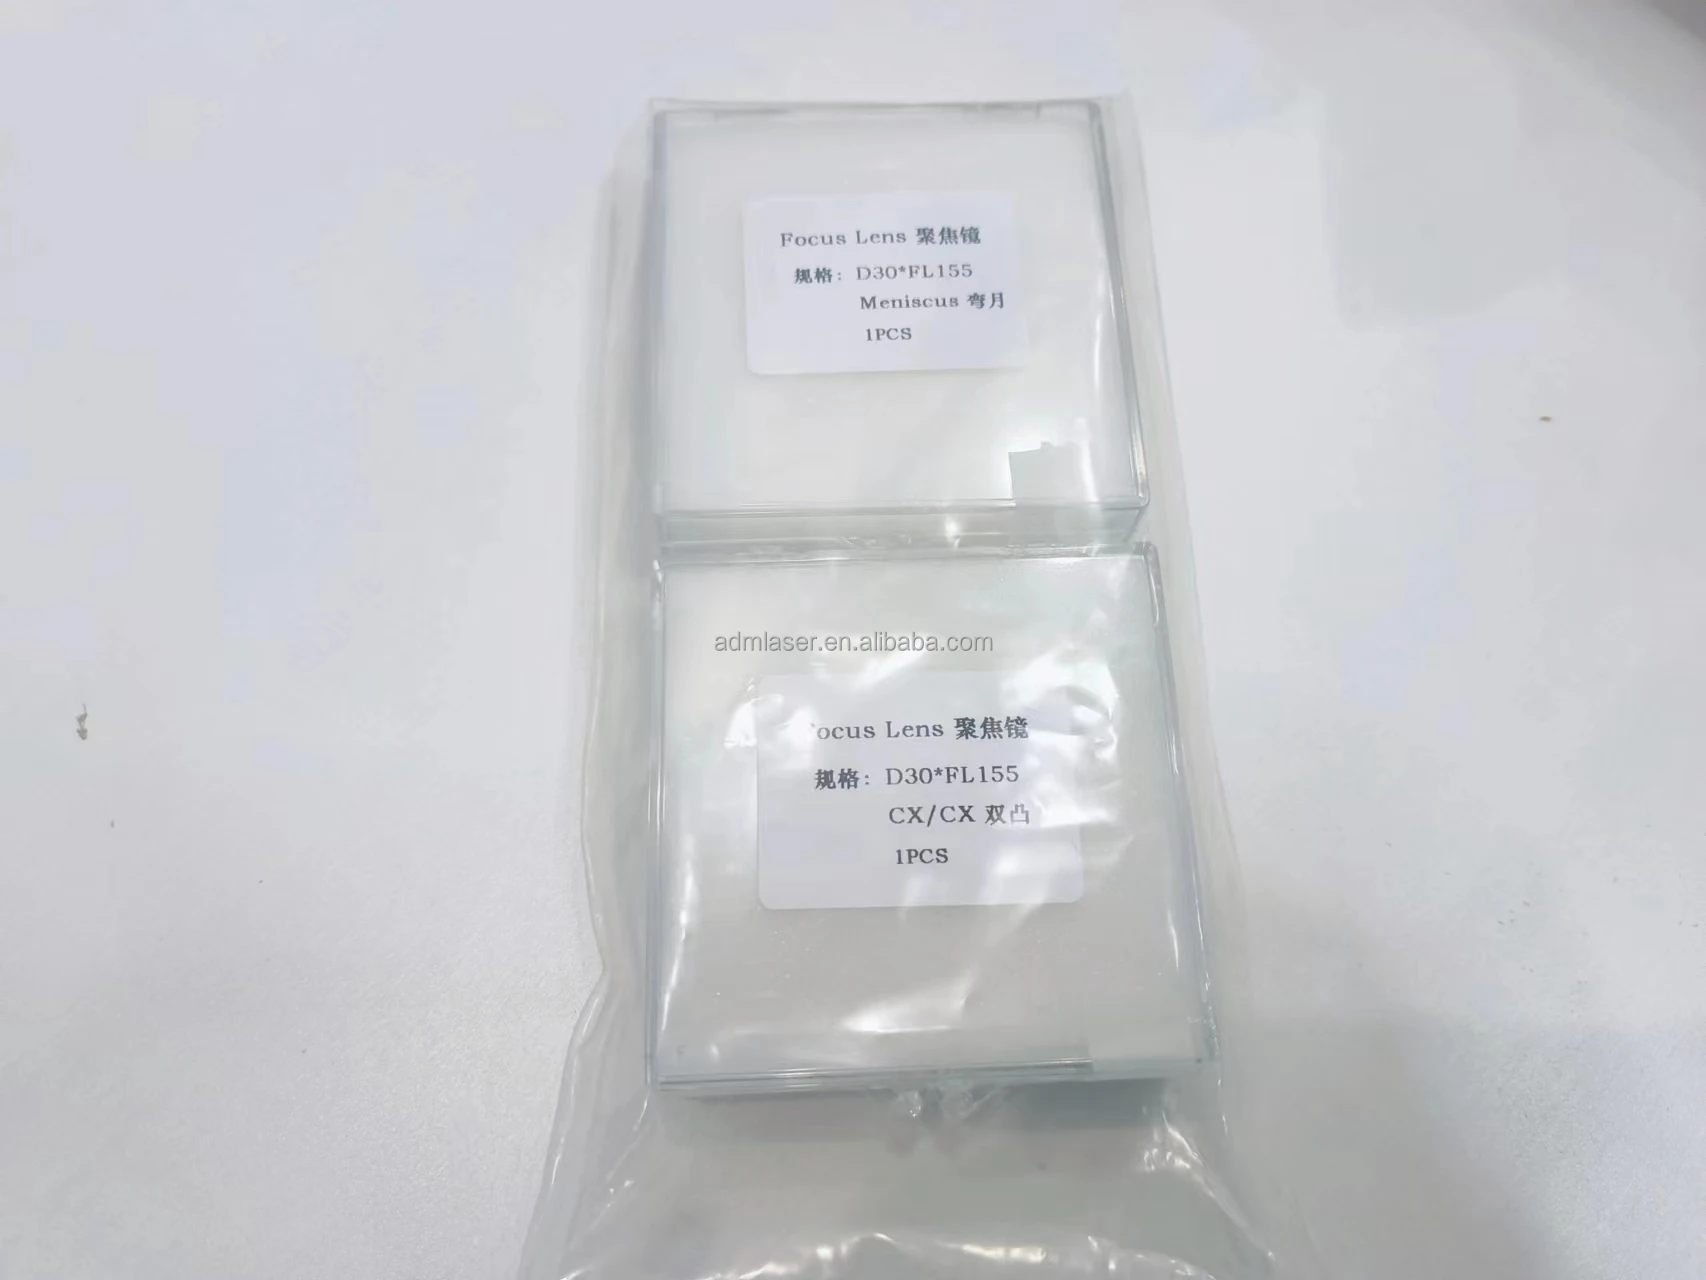 Focus Lens 聚焦镜
规格: D30*FL155
Meniscus 弯月
1PCS
admlaser.en.alibaba.com
ocus Lens 聚焦镜
规格: D30*FL155
CX/CX 双凸
1PCS